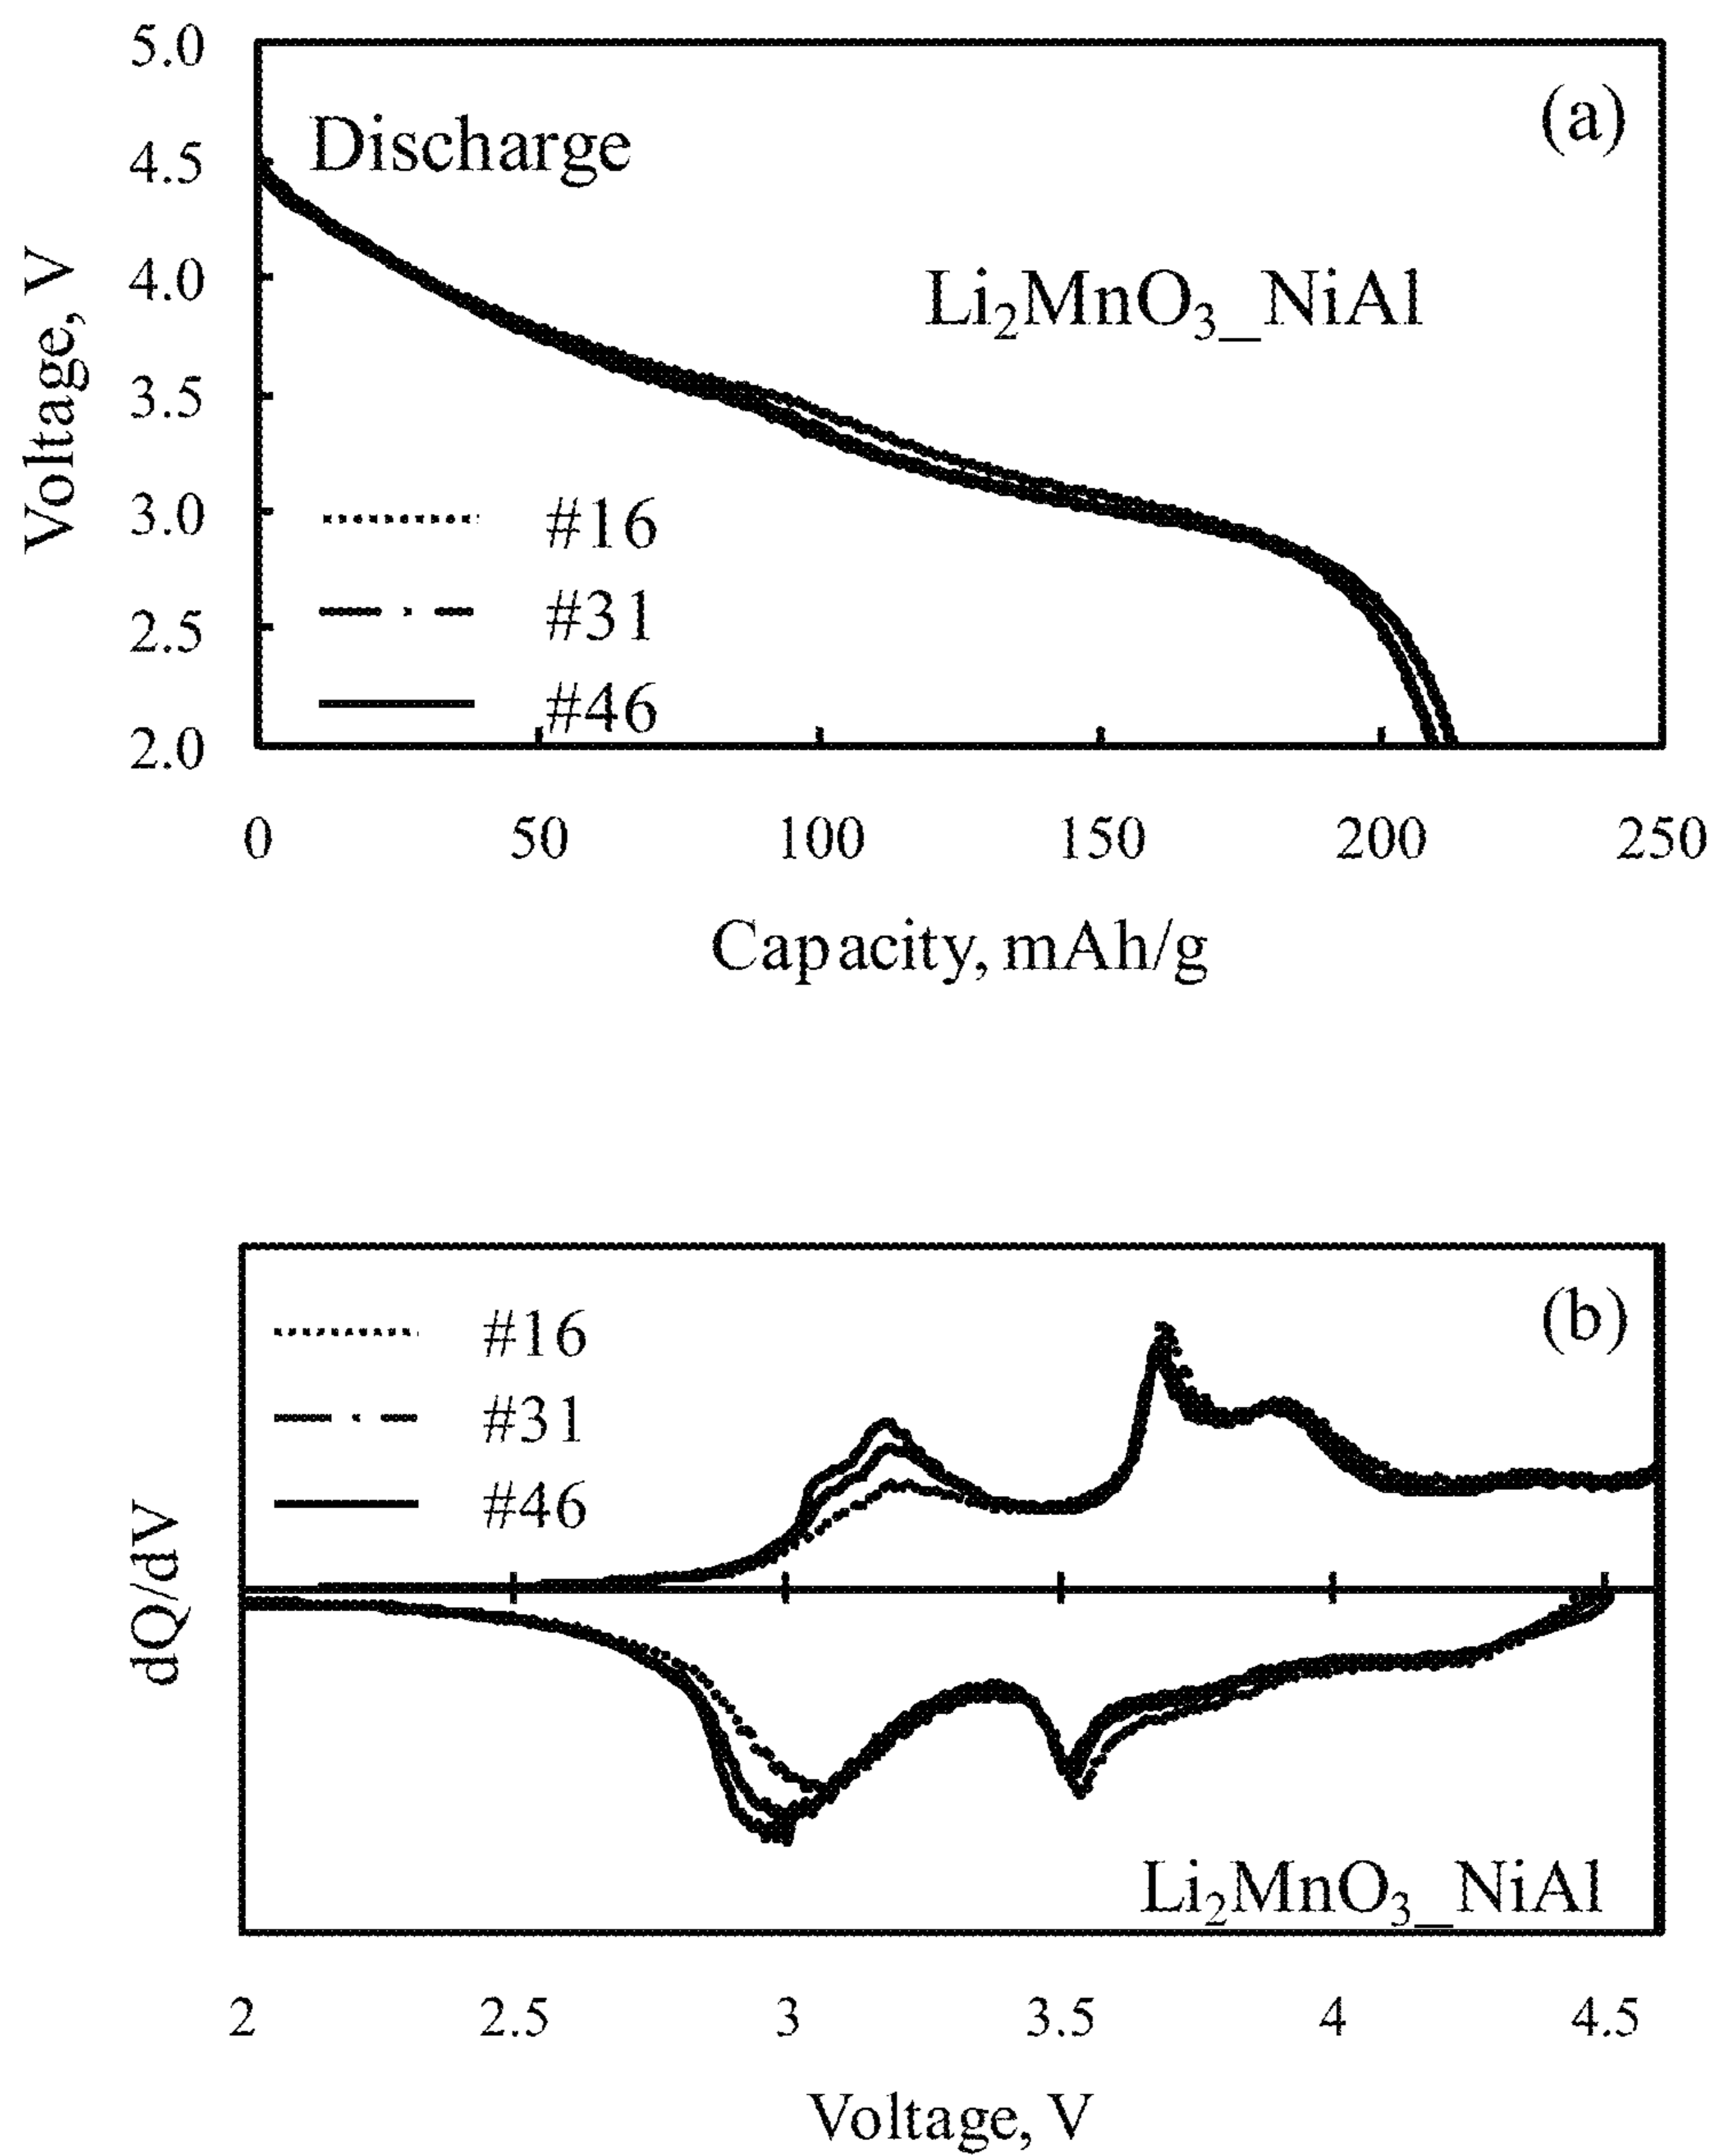 (a)
Discharge
Li₂MnO₃_NiAl
Voltage, V
5.0
4.5
4.0
3.5
3.0
2.5
2.0
#16
#31
#46
0 50 100 150 200 250
Capacity, mAh/g
(b)
#16
#31
#46
dQ/dV
Li₂MnO₃_NiAl
2 2.5 3 3.5 4 4.5
Voltage, V